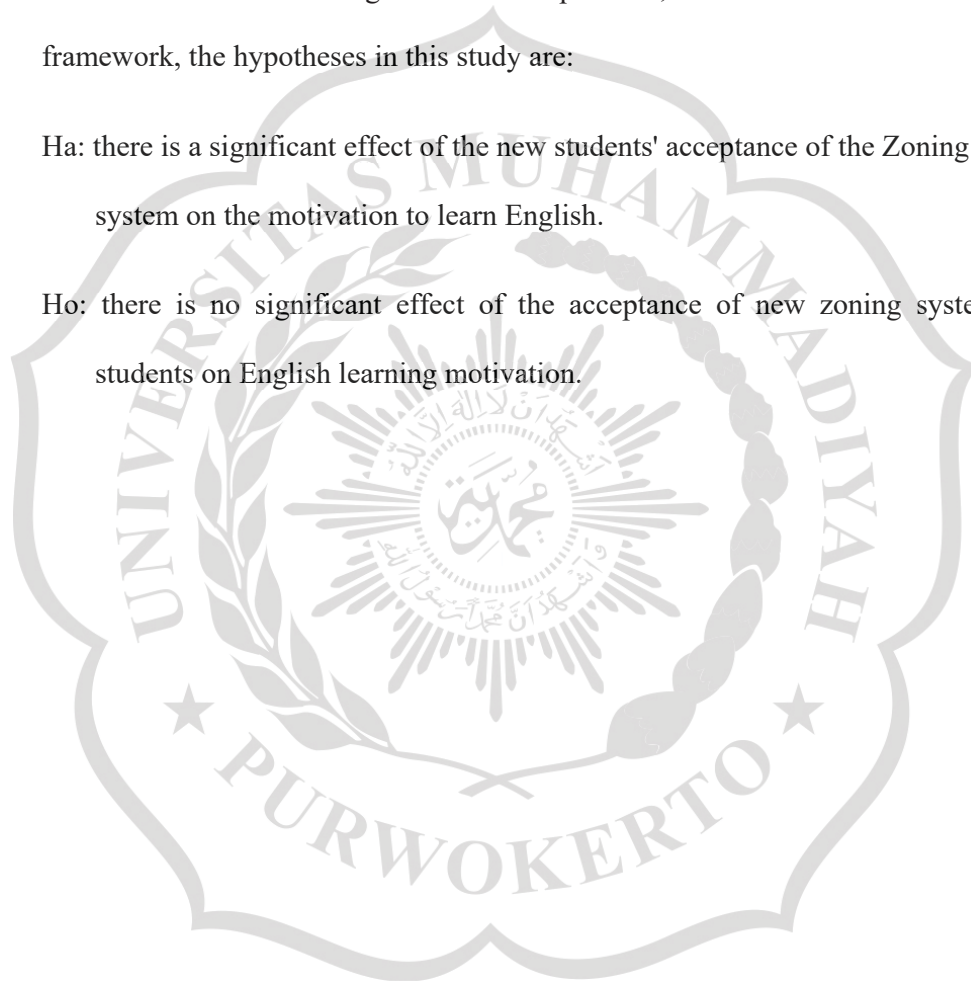 framework, the hypotheses in this study are:
Ha: there is a significant effect of the new students' acceptance of the Zoning
system on the motivation to learn English.
Ho: there is no significant effect of the acceptance of new zoning
students on English learning motivation.
UNIVERSITAS MUHAMMADIYAH
PURWOKERTO